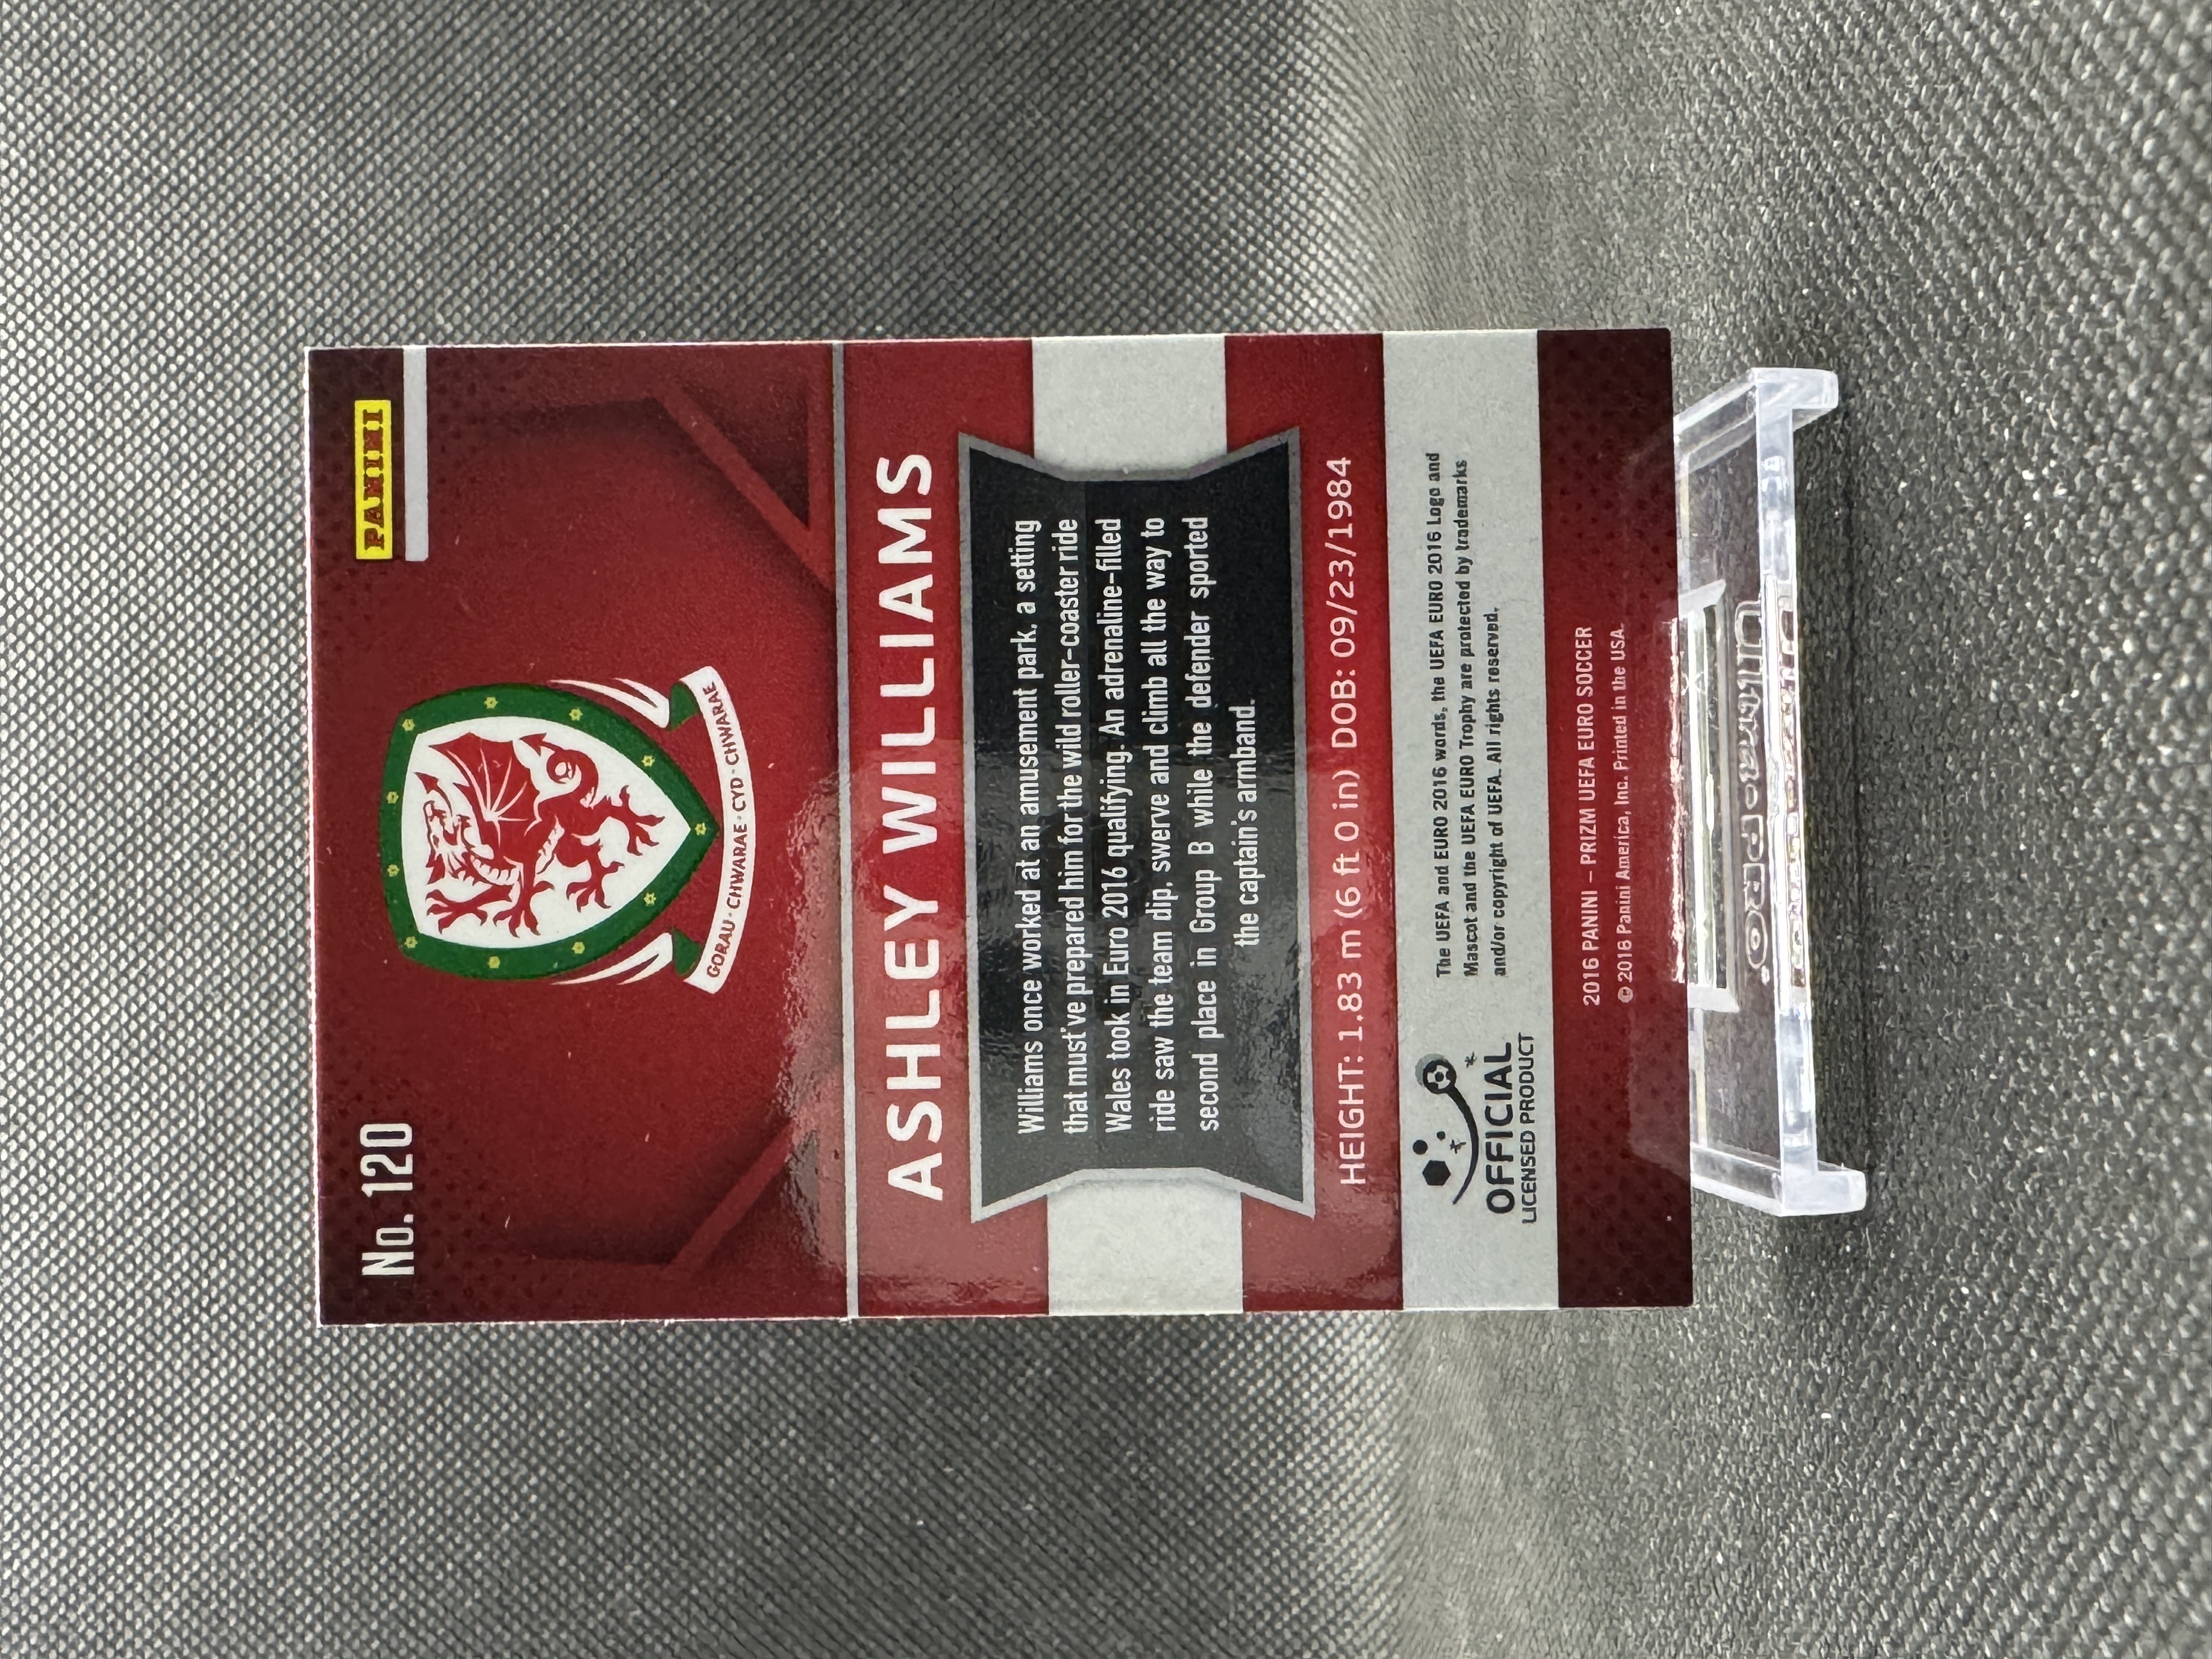 No. 120
PANINI
GORAU · CHWARAE · CYD · CHWARAE
ASHLEY WILLIAMS
Williams once worked at an amusement park, a setting
that must've prepared him for the wild roller-coaster ride
Wales took in Euro 2016 qualifying. An adrenaline-filled
ride saw the team dip, swerve and climb all the way to
second place in Group B while the defender sported
the captain's armband.
HEIGHT: 1.83 m (6 ft 0 in) DOB: 09/23/1984
OFFICIAL
LICENSED PRODUCT
The UEFA and EURO 2016 words, the UEFA EURO 2016 Logo and
Mascot and the UEFA EURO Trophy are protected by trademarks
and/or copyright of UEFA. All rights reserved.
2016 PANINI – PRIZM UEFA EURO SOCCER
© 2016 Panini America, Inc. Printed in the USA.
Ultra•PRO®